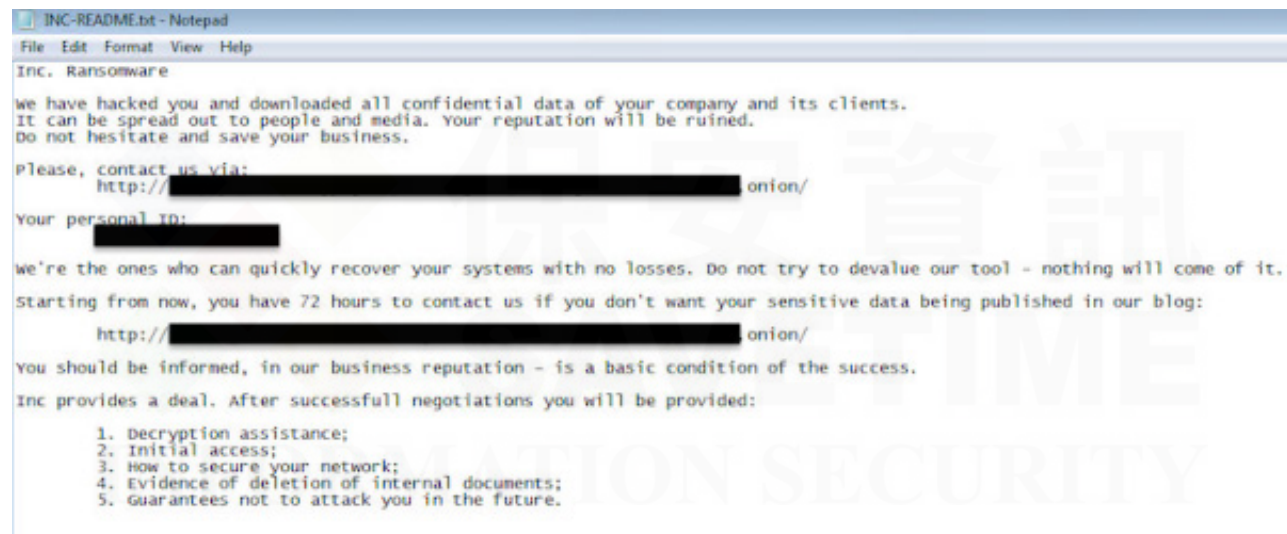 INC-README.txt - Notepad
File Edit Format View Help
Inc. Ransomware
We have hacked you and downloaded all confidential data of your company and its clients.
It can be spread out to people and media. Your reputation will be ruined.
Do not hesitate and save your business.
Please, contact us via:
http:// .onion/
Your personal ID:
We're the ones who can quickly recover your systems with no losses. Do not try to devalue our tool - nothing will come of it.
Starting from now, you have 72 hours to contact us if you don't want your sensitive data being published in our blog:
http:// .onion/
You should be informed, in our business reputation - is a basic condition of the success.
Inc provides a deal. After successfull negotiations you will be provided:
1. Decryption assistance;
2. Initial access;
3. How to secure your network;
4. Evidence of deletion of internal documents;
5. Guarantees not to attack you in the future.
保安資訊
SAVETIME
INFORMATION SECURITY